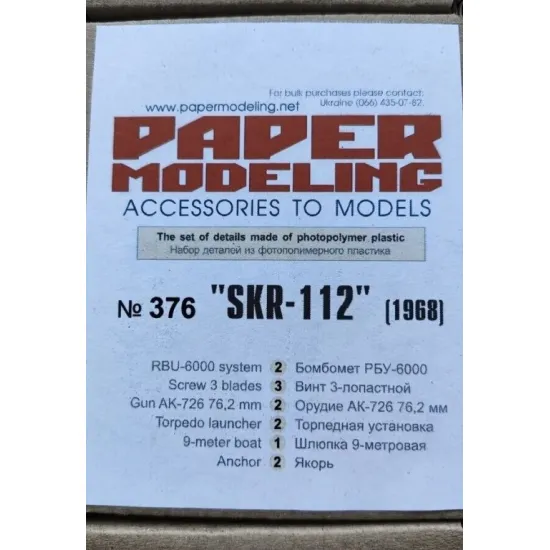 For bulk purchases please contact:
www.papermodeling.net Ukraine (066) 435-07-82.
PAPER
MODELING
ACCESSORIES TO MODELS
The set of details made of photopolymer plastic
Набор деталей из фотополимерного пластика
№ 376 "SKR-112" (1968)
RBU-6000 system 2 Бомбомет РБУ-6000
Screw 3 blades 3 Винт 3-лопастной
Gun AK-726 76,2 mm 2 Орудие АК-726 76,2 мм
Torpedo launcher 2 Торпедная установка
9-meter boat 1 Шлюпка 9-метровая
Anchor 2 Якорь